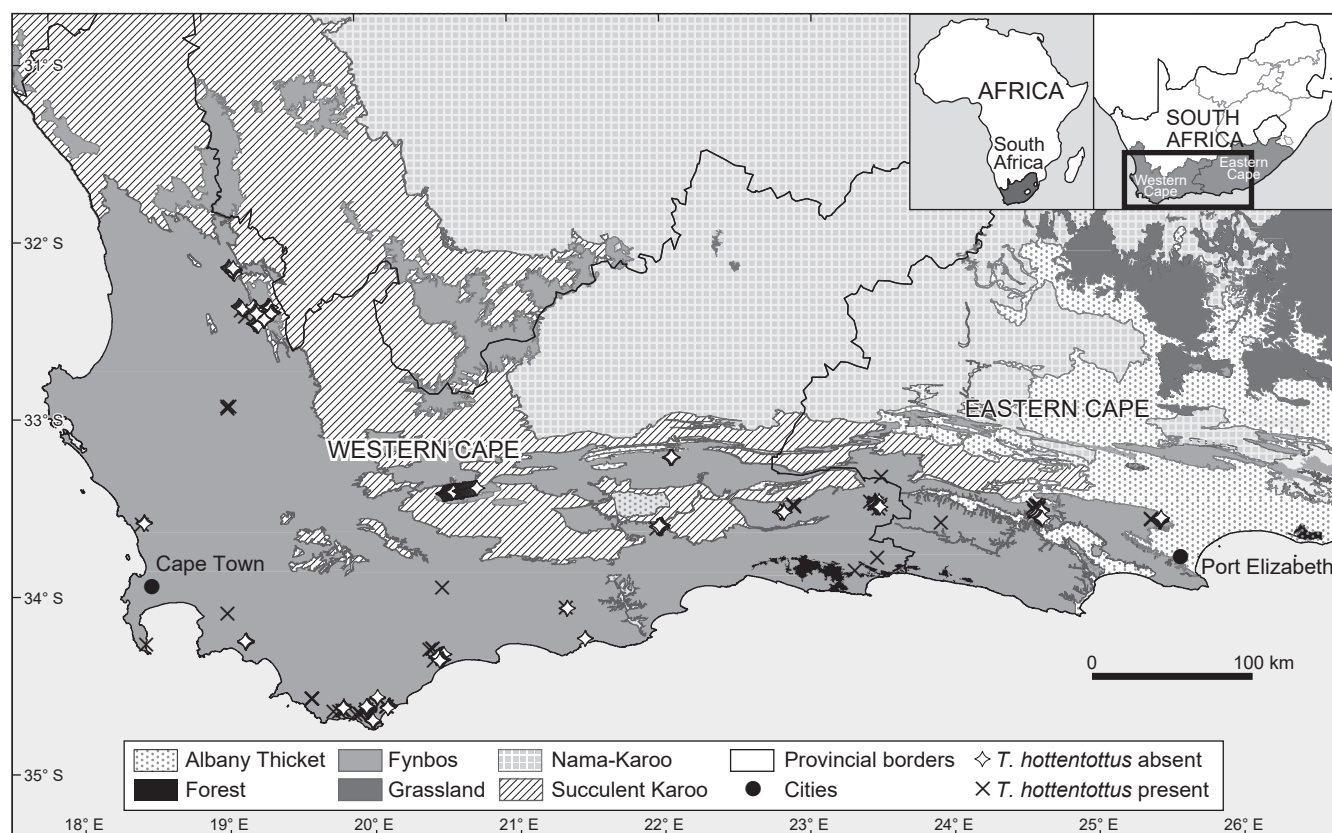 31° S
32° S
33° S
34° S
35° S
AFRICA
South
Africa
SOUTH
AFRICA
Western
Cape
Eastern
Cape
EASTERN CAPE
WESTERN CAPE
Cape Town
Port Elizabeth
0 100 km
Albany Thicket Fynbos Nama-Karoo Provincial borders T. hottentottus absent
Forest Grassland Succulent Karoo Cities T. hottentottus present
18° E 19° E 20° E 21° E 22° E 23° E 24° E 25° E 26° E